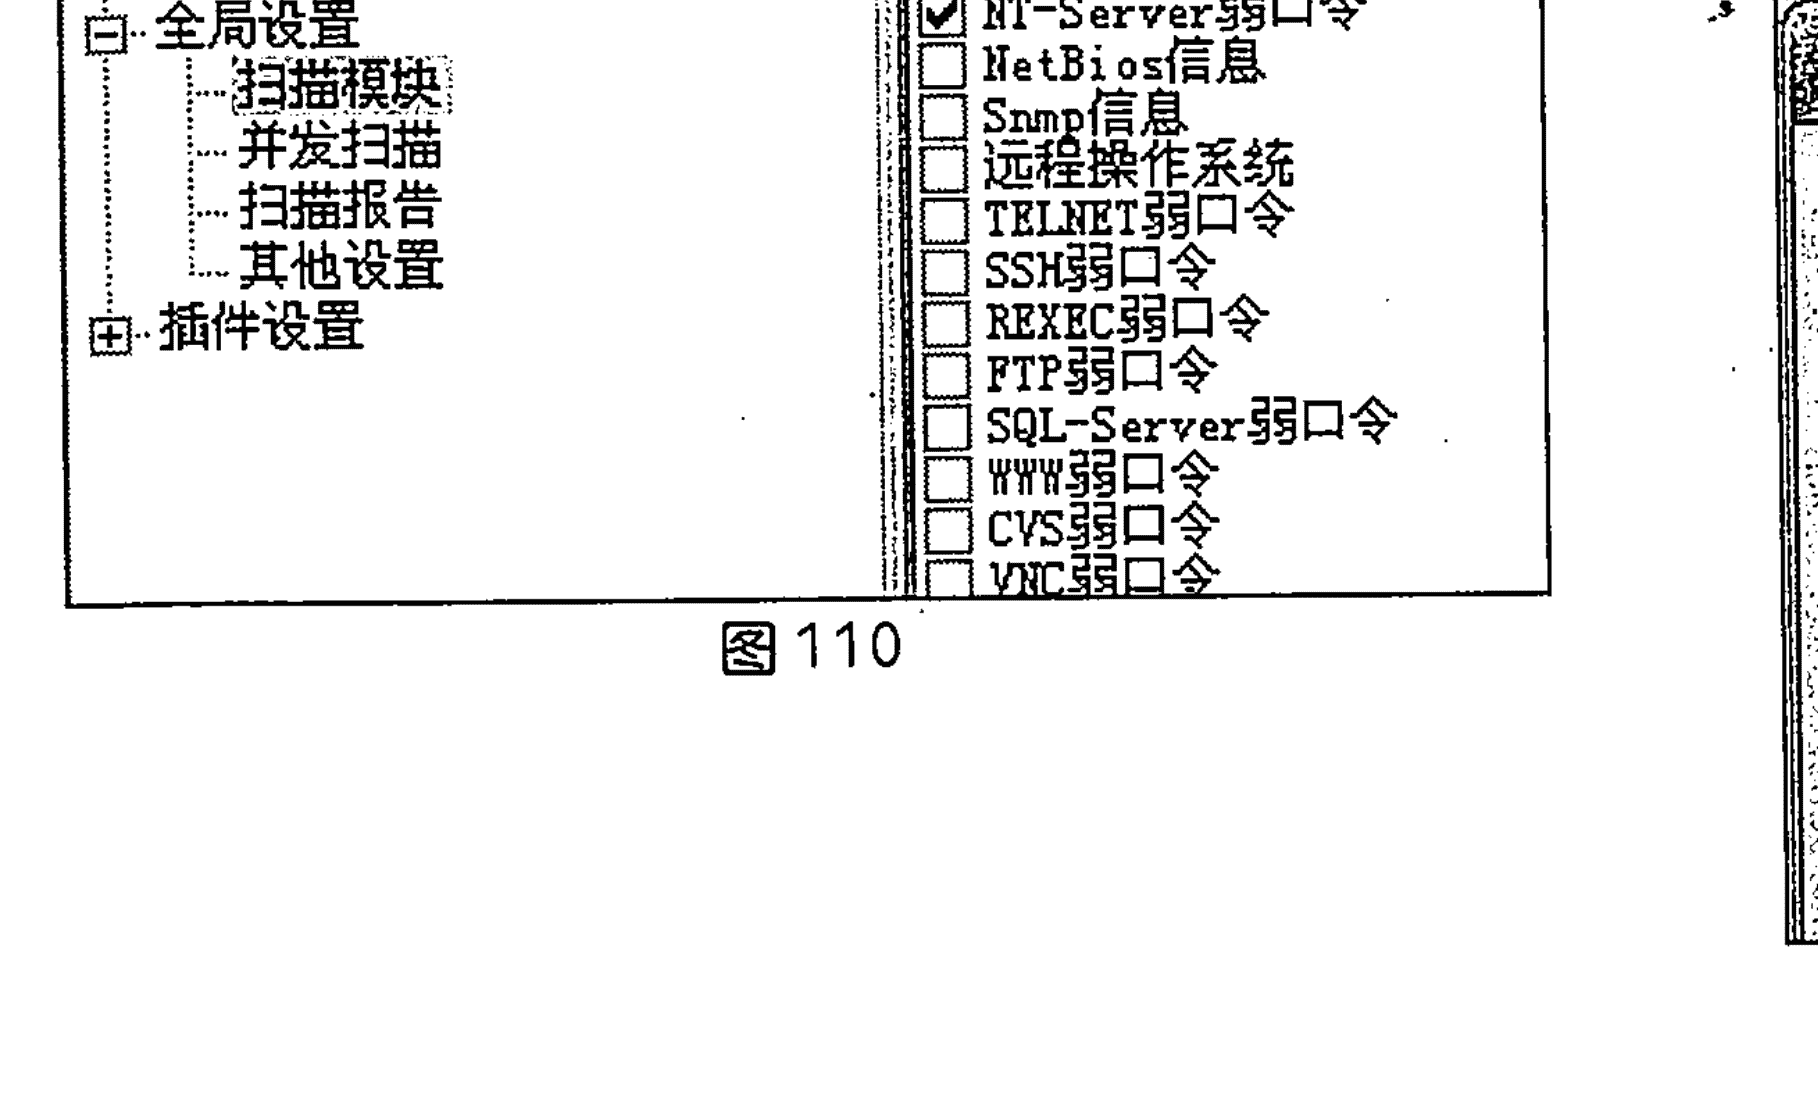 全局设置
扫描模块
并发扫描
扫描报告
其他设置
插件设置
NT-Server弱口令
NetBios信息
Snmp信息
远程操作系统
TELNET弱口令
SSH弱口令
REXEC弱口令
FTP弱口令
SQL-Server弱口令
WWW弱口令
CVS弱口令
VNC弱口令
图110